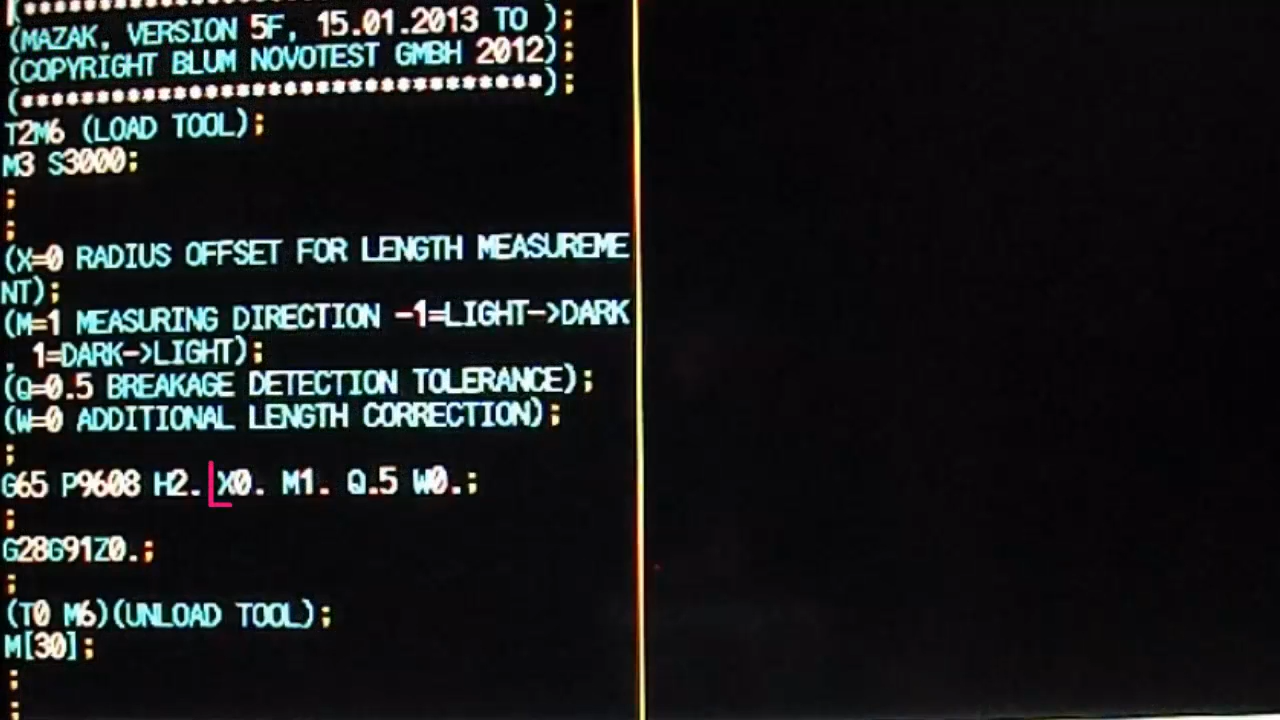 (*********************************
(MAZAK, VERSION 5F, 15.01.2013 TO );
(COPYRIGHT BLUM NOVOTEST GMBH 2012);
(*********************************);
T2M6 (LOAD TOOL);
M3 S3000;
;
;
(X=0 RADIUS OFFSET FOR LENGTH MEASUREME
NT);
(M=1 MEASURING DIRECTION -1=LIGHT->DARK
, 1=DARK->LIGHT);
(Q=0.5 BREAKAGE DETECTION TOLERANCE);
(W=0 ADDITIONAL LENGTH CORRECTION);
;
G65 P9608 H2. X0. M1. Q.5 W0.;
;
G28G91Z0.;
;
(T0 M6)(UNLOAD TOOL);
M[30];
;
;